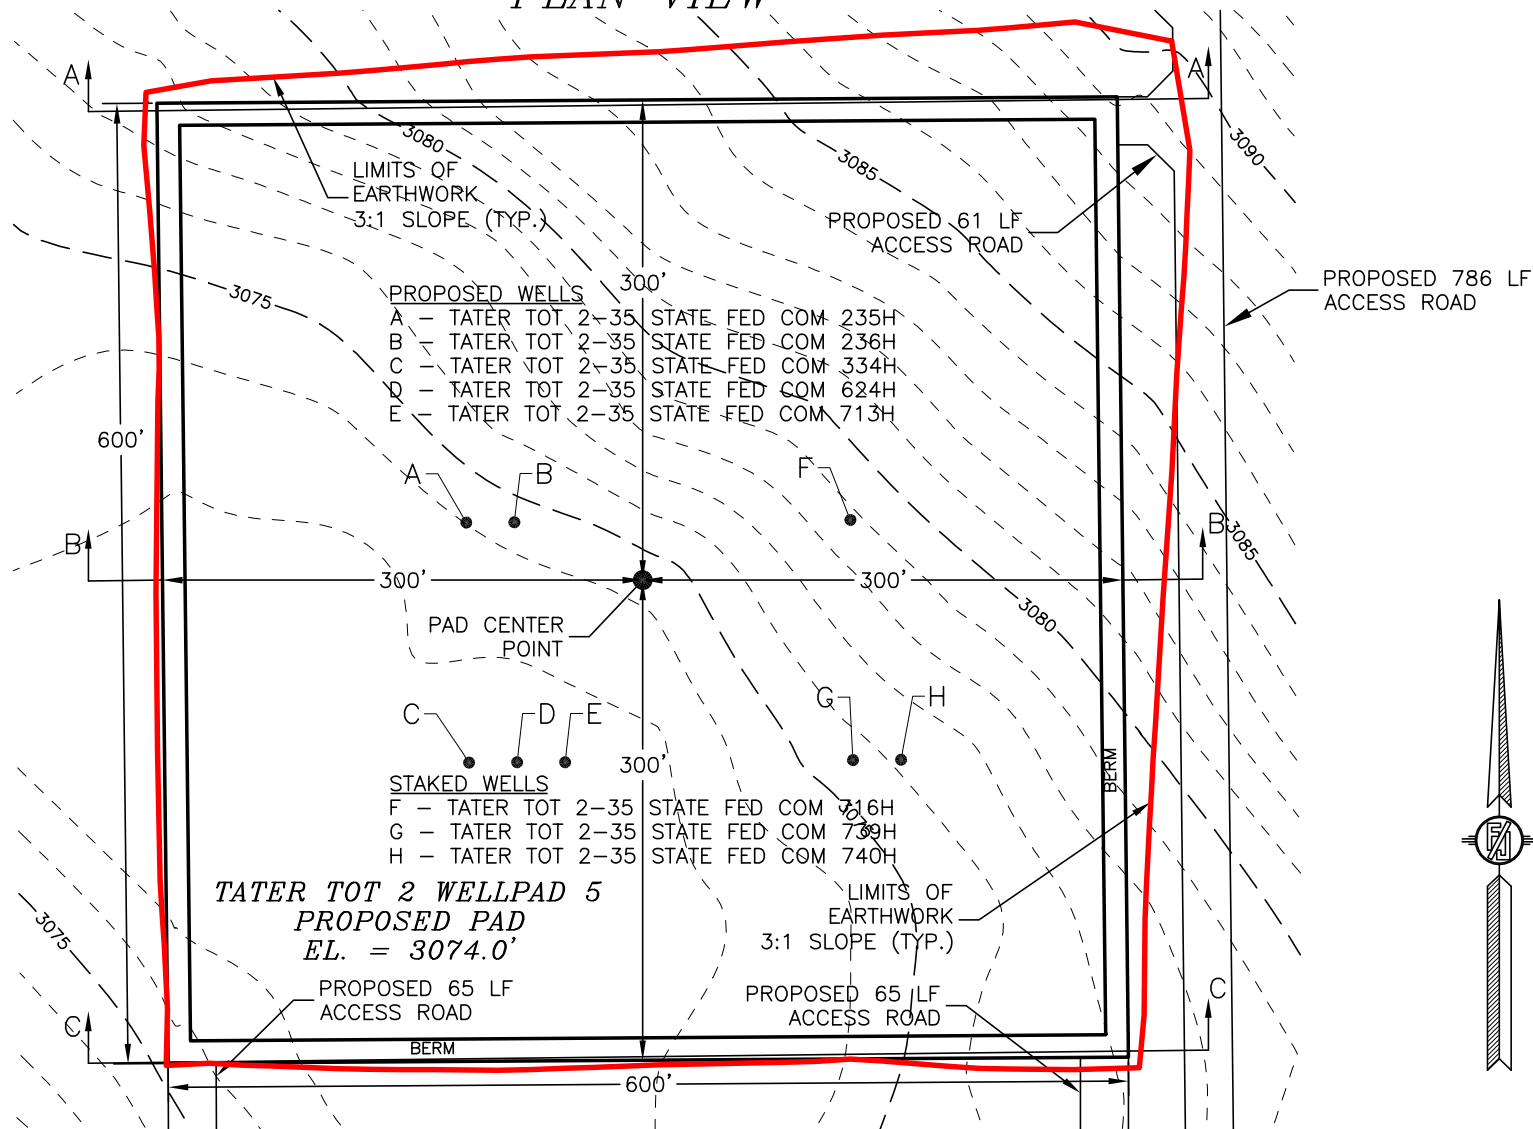 PLAN VIEW
A
A
3080
3085
3090
LIMITS OF
EARTHWORK
3:1 SLOPE (TYP.)
PROPOSED 61 LF
ACCESS ROAD
PROPOSED 786 LF
ACCESS ROAD
3075
300'
PROPOSED WELLS
A – TATER TOT 2–35 STATE FED COM 235H
B – TATER TOT 2–35 STATE FED COM 236H
C – TATER TOT 2–35 STATE FED COM 334H
D – TATER TOT 2–35 STATE FED COM 624H
E – TATER TOT 2–35 STATE FED COM 713H
600'
A
B
F
B
B
3085
300'
300'
3080
PAD CENTER
POINT
C
D
E
G
H
300'
BERM
STAKED WELLS
F – TATER TOT 2–35 STATE FED COM 716H
G – TATER TOT 2–35 STATE FED COM 739H
H – TATER TOT 2–35 STATE FED COM 740H
3075
TATER TOT 2 WELLPAD 5
PROPOSED PAD
EL. = 3074.0'
LIMITS OF
EARTHWORK
3:1 SLOPE (TYP.)
3075
PROPOSED 65 LF
ACCESS ROAD
PROPOSED 65 LF
ACCESS ROAD
C
C
BERM
600'